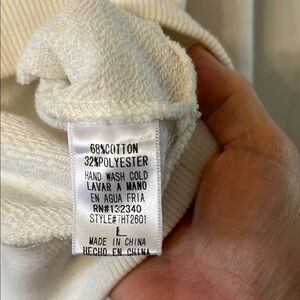 68%COTTON
32%POLYESTER
HAND WASH COLD
LAVAR A MANO
EN AGUA FRIA
RN#132340
STYLE#THT2601
L
MADE IN CHINA
HECHO EN CHINA